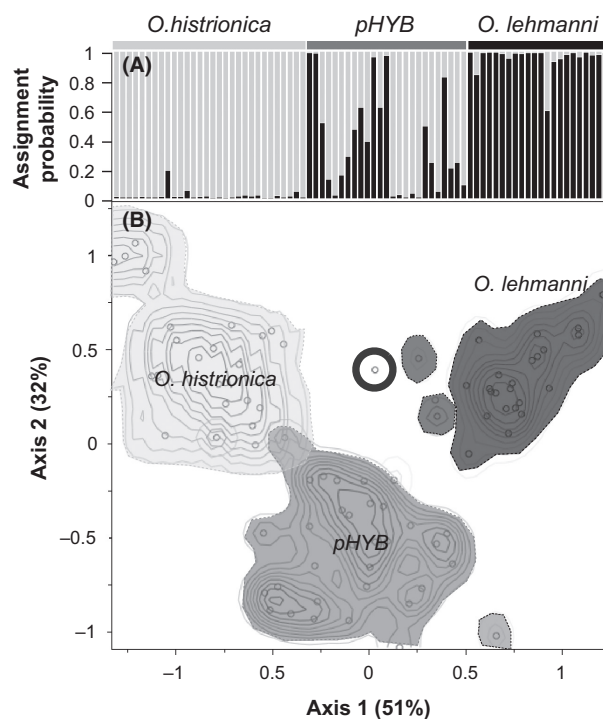 O.histrionica pHYB O. lehmanni
(A)
Assignment
probability
1
0.8
0.6
0.4
0.2
0
(B)
O. lehmanni
O. histrionica
pHYB
Axis 2 (32%)
1
0.5
0
−0.5
−1
−1 0.5 0 0.5 1
Axis 1 (51%)